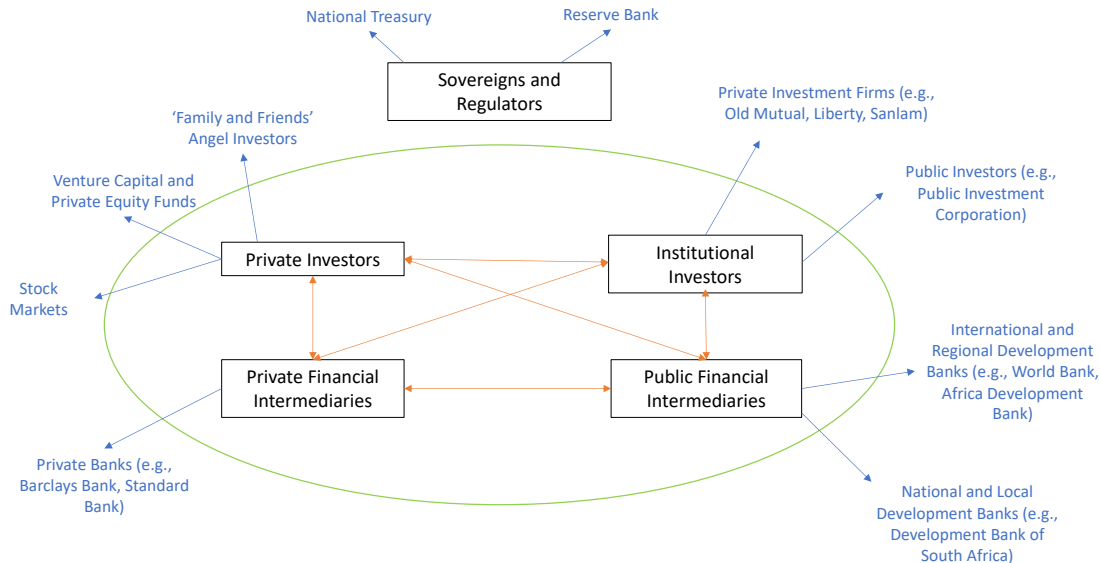 National Treasury
Reserve Bank
Sovereigns and
Regulators
Private Investment Firms (e.g.,
Old Mutual, Liberty, Sanlam)
‘Family and Friends’
Angel Investors
Venture Capital and
Private Equity Funds
Public Investors (e.g.,
Public Investment
Corporation)
Private Investors
Institutional
Investors
Stock
Markets
International and
Regional Development
Banks (e.g., World Bank,
Africa Development
Bank)
Private Financial
Intermediaries
Public Financial
Intermediaries
Private Banks (e.g.,
Barclays Bank, Standard
Bank)
National and Local
Development Banks (e.g.,
Development Bank of
South Africa)